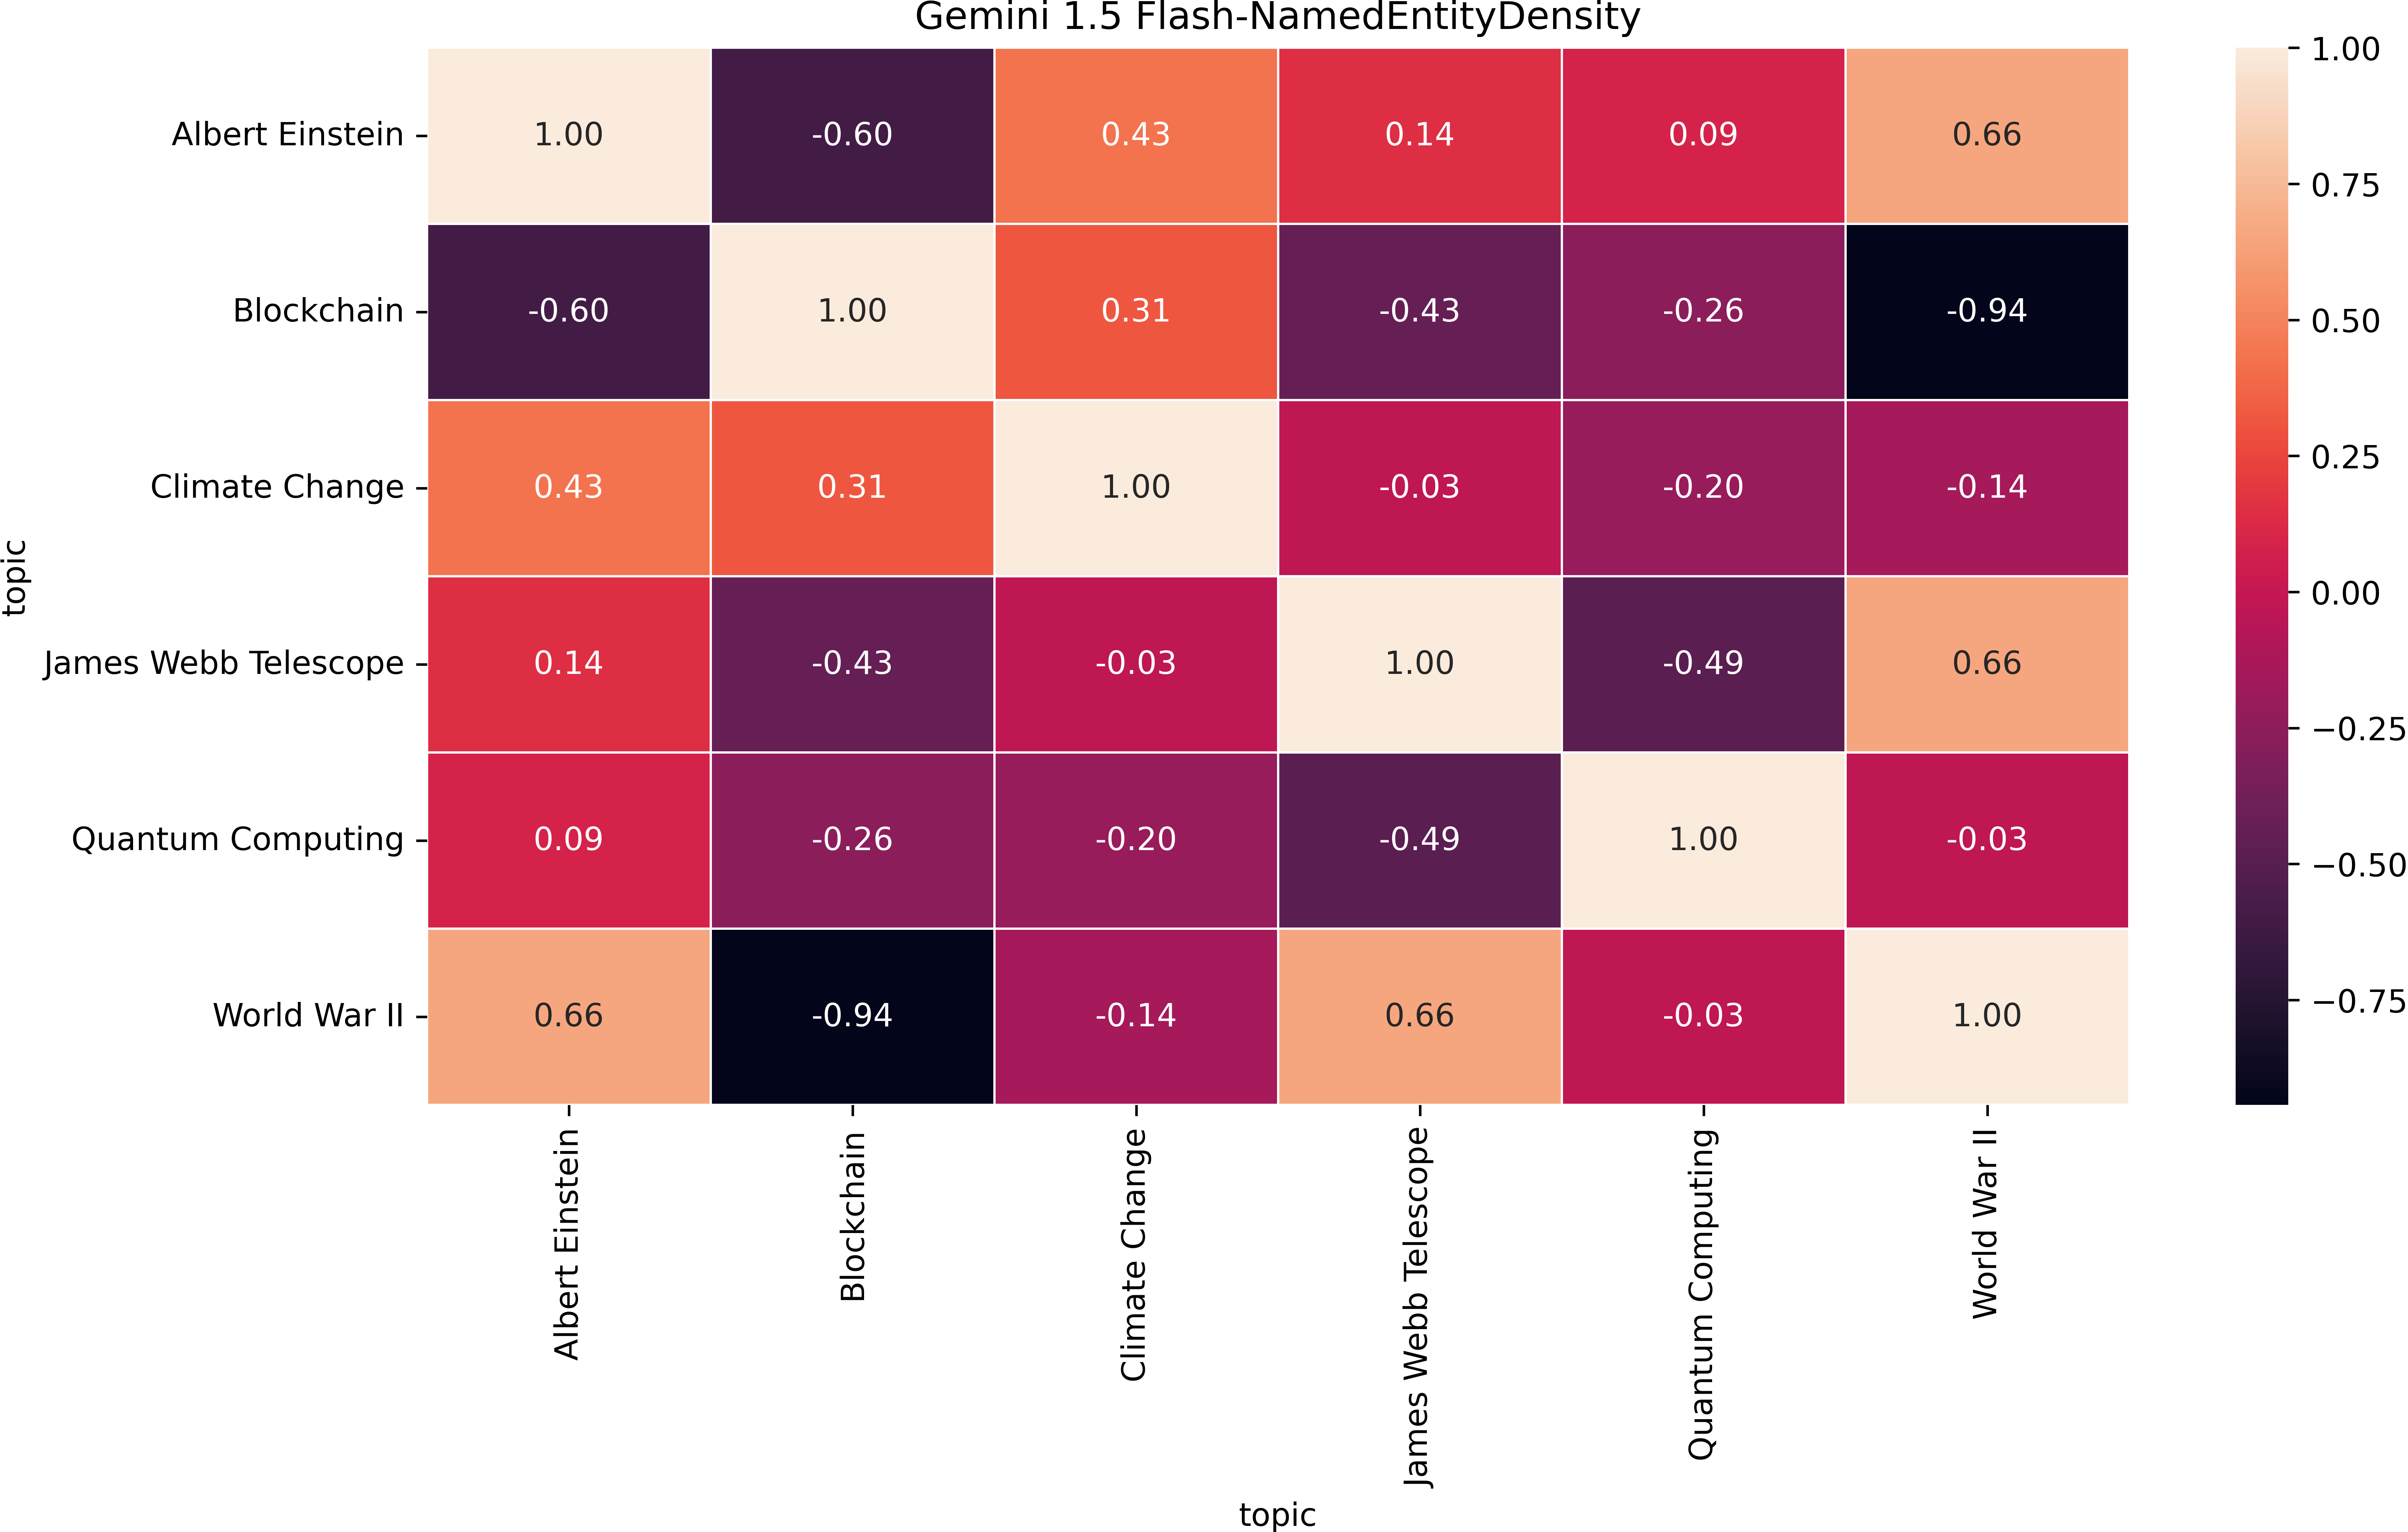 Gemini 1.5 Flash-NamedEntityDensity
Albert Einstein 1.00 -0.60 0.43 0.14 0.09 0.66
Blockchain -0.60 1.00 0.31 -0.43 -0.26 -0.94
Climate Change 0.43 0.31 1.00 -0.03 -0.20 -0.14
James Webb Telescope 0.14 -0.43 -0.03 1.00 -0.49 0.66
Quantum Computing 0.09 -0.26 -0.20 -0.49 1.00 -0.03
World War II 0.66 -0.94 -0.14 0.66 -0.03 1.00
topic
Albert Einstein
Blockchain
Climate Change
James Webb Telescope
Quantum Computing
World War II
topic
1.00
0.75
0.50
0.25
0.00
−0.25
−0.50
−0.75